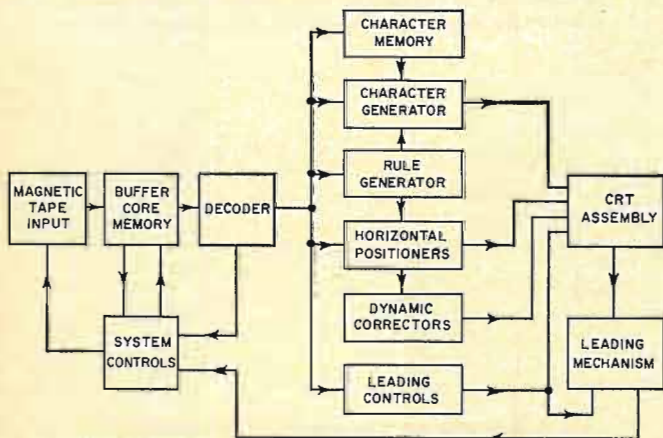 CHARACTER
MEMORY
CHARACTER
GENERATOR
RULE
GENERATOR
HORIZONTAL
POSITIONERS
DYNAMIC
CORRECTORS
LEADING
CONTROLS
MAGNETIC
TAPE
INPUT
BUFFER
CORE
MEMORY
DECODER
SYSTEM
CONTROLS
CRT
ASSEMBLY
LEADING
MECHANISM